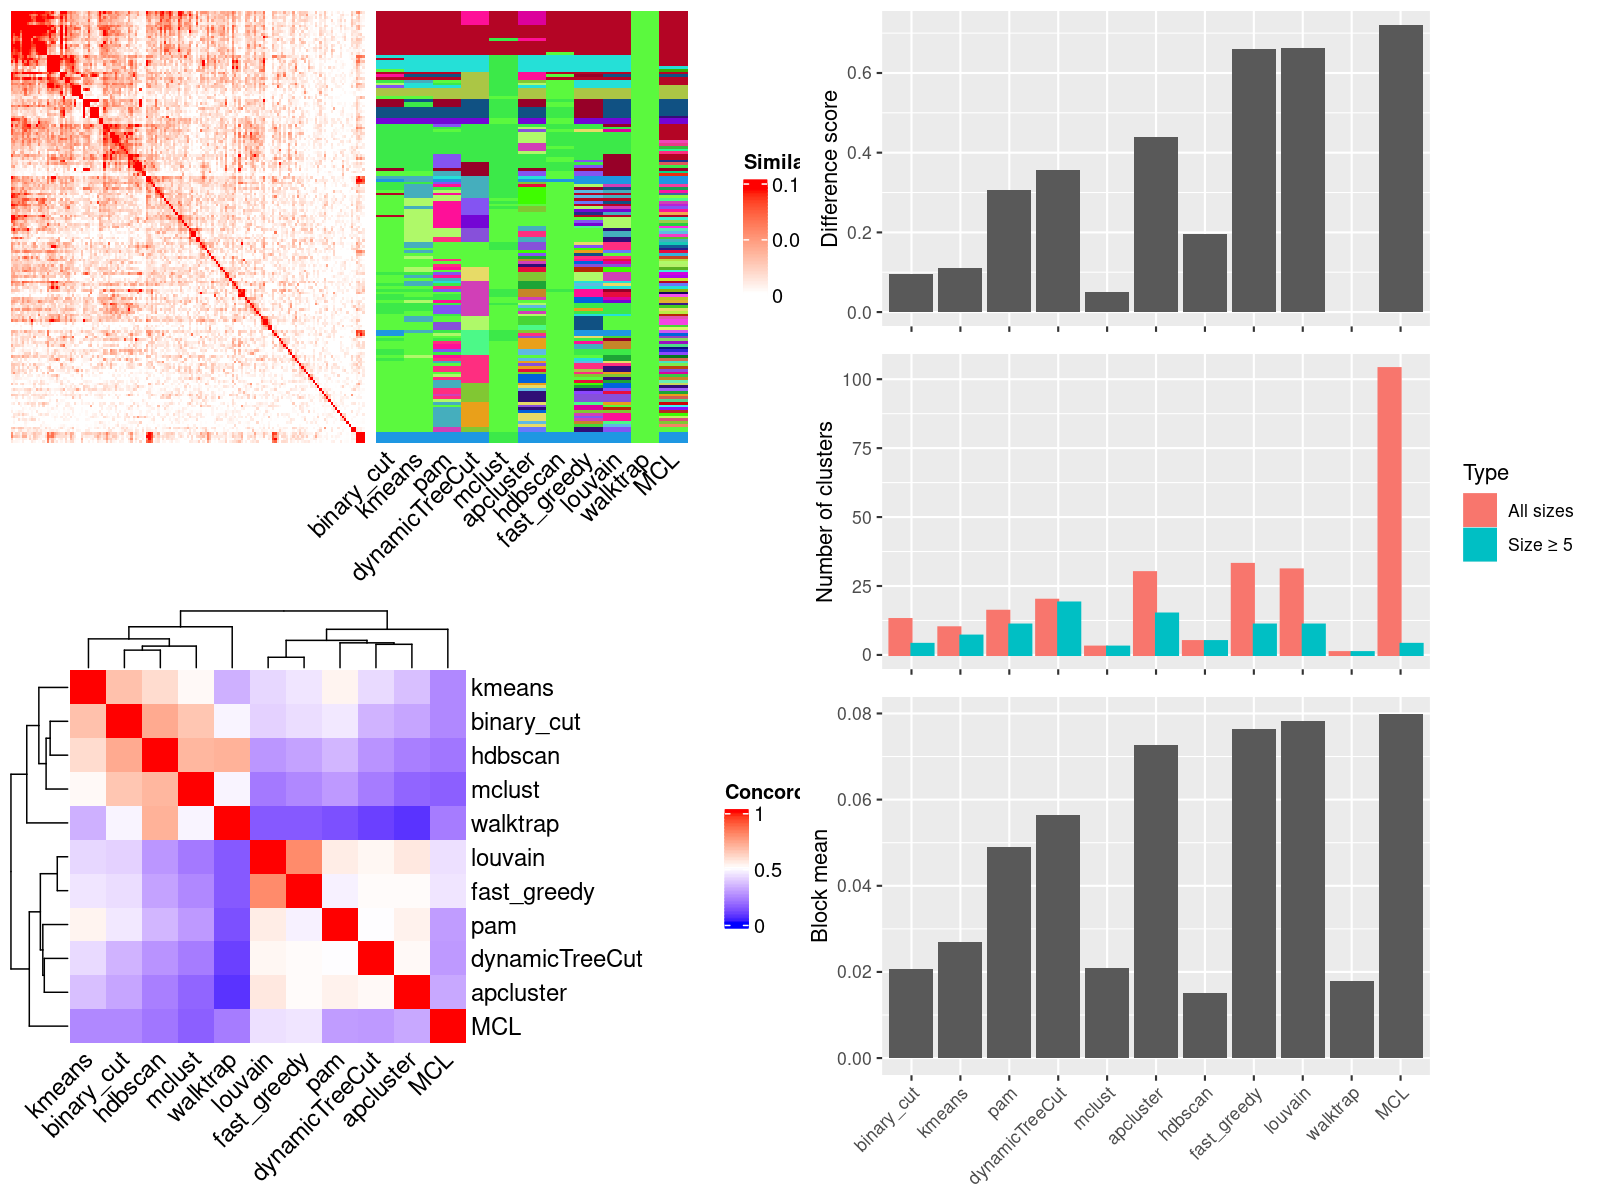 Simila
0.1
0.0
0
binary_cut
kmeans
pam
dynamicTreeCut
mclust
apcluster
hdbscan
fast_greedy
louvain
walktrap
MCL
kmeans
binary_cut
hdbscan
mclust
walktrap
louvain
fast_greedy
pam
dynamicTreeCut
apcluster
MCL
kmeans
binary_cut
hdbscan
mclust
walktrap
louvain
fast_greedy
pam
dynamicTreeCut
apcluster
MCL
Concord
1
0.5
0
Difference score
0.6
0.4
0.2
0.0
Number of clusters
100
75
50
25
0
Type
All sizes
Size ≥ 5
Block mean
0.08
0.06
0.04
0.02
0.00
binary_cut
kmeans
pam
dynamicTreeCut
mclust
apcluster
hdbscan
fast_greedy
louvain
walktrap
MCL